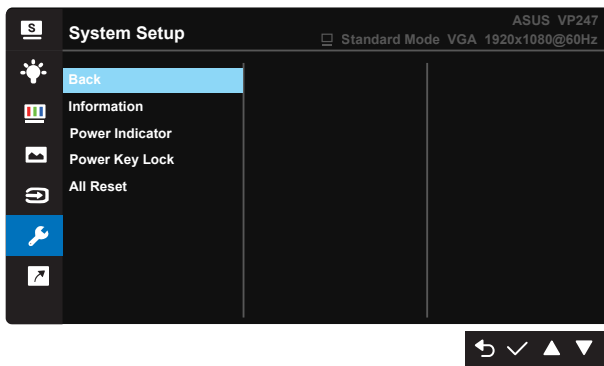 S
System Setup
ASUS VP247
Standard Mode VGA 1920x1080@60Hz
Back
Information
Power Indicator
Power Key Lock
All Reset